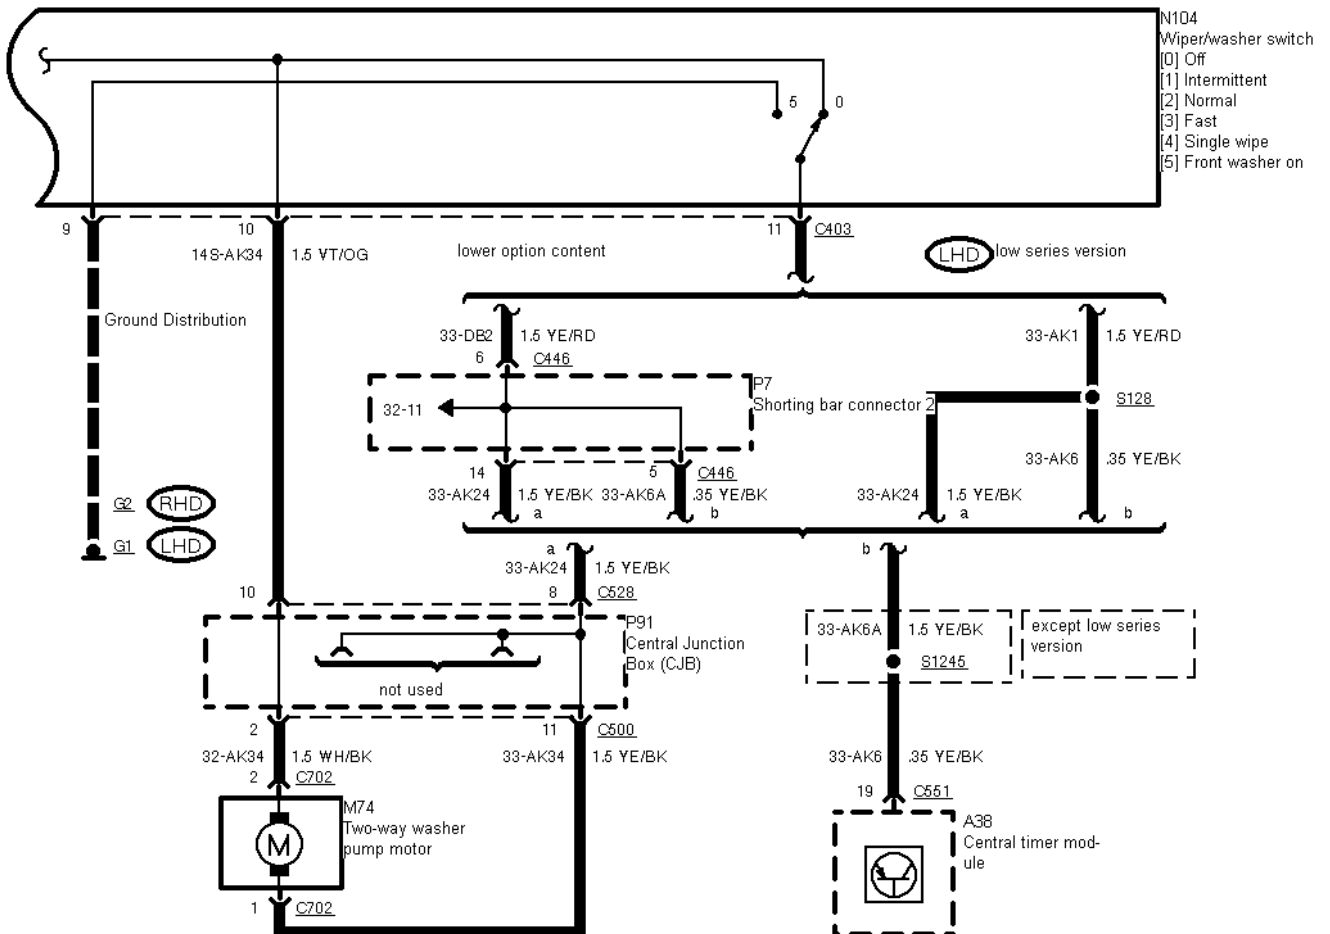 N104
Wiper/washer switch
[0] Off
[1] Intermittent
[2] Normal
[3] Fast
[4] Single wipe
[5] Front washer on
5 0
9 10 11 C403
14S-AK34 1.5 VT/OG
lower option content
LHD low series version
Ground Distribution
33-DB2 1.5 YE/RD
33-AK1 1.5 YE/RD
6 C446
P7
Shorting bar connector 2
32-11
S128
14 5 C446
33-AK24 1.5 YE/BK
33-AK6A .35 YE/BK
33-AK24 1.5 YE/BK
33-AK6 .35 YE/BK
a b a b
G2 RHD
G1 LHD
a b
33-AK24 1.5 YE/BK
10 8 C528
P91
Central Junction
Box (CJB)
not used
33-AK6A 1.5 YE/BK
S1245
except low series
version
2 11 C500
32-AK34 1.5 WH/BK
33-AK34 1.5 YE/BK
33-AK6 .35 YE/BK
2 C702
19 C551
M74
Two-way washer
pump motor
M
A38
Central timer mod-
ule
1 C702